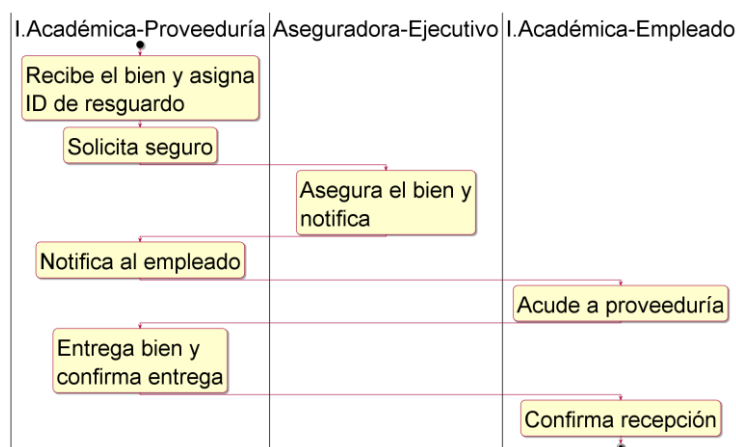 I.Académica-Proveeduría
Aseguradora-Ejecutivo
I.Académica-Empleado
Recibe el bien y asigna
ID de resguardo
Solicita seguro
Asegura el bien y
notifica
Notifica al empleado
Acude a proveeduría
Entrega bien y
confirma entrega
Confirma recepción